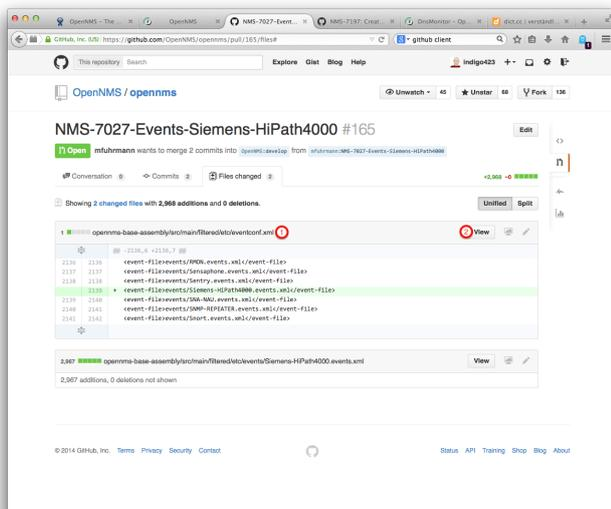 OpenNMS – The ...
OpenNMS
NMS-7027-Event...
NMS-7197: Creat...
DnsMonitor – Op...
dict.cc | verständl...
GitHub, Inc. (US) https://github.com/OpenNMS/opennms/pull/165/files#
github client
This repository Search
Explore Gist Blog Help
indigo423
OpenNMS / opennms
Unwatch 45
Unstar 68
Fork 136
NMS-7027-Events-Siemens-HiPath4000 #165
Edit
Open mfuhrmann wants to merge 2 commits into OpenNMS:develop from mfuhrmann:NMS-7027-Events-Siemens-HiPath4000
Conversation 0 Commits 2 Files changed 2 +2,968 −0
Showing 2 changed files with 2,968 additions and 0 deletions. Unified Split
1 opennms-base-assembly/src/main/filtered/etc/eventconf.xml 1 2 View
@@ -2136,6 +2136,7 @@
2136 2136 <event-file>events/RMON.events.xml</event-file>
2137 2137 <event-file>events/Sensaphone.events.xml</event-file>
2138 2138 <event-file>events/Sentry.events.xml</event-file>
2139 + <event-file>events/Siemens-HiPath4000.events.xml</event-file>
2139 2140 <event-file>events/SNA-NAU.events.xml</event-file>
2140 2141 <event-file>events/SNMP-REPEATER.events.xml</event-file>
2141 2142 <event-file>events/Snort.events.xml</event-file>
2,967 opennms-base-assembly/src/main/filtered/etc/events/Siemens-HiPath4000.events.xml View
2,967 additions, 0 deletions not shown
© 2014 GitHub, Inc. Terms Privacy Security Contact
Status API Training Shop Blog About